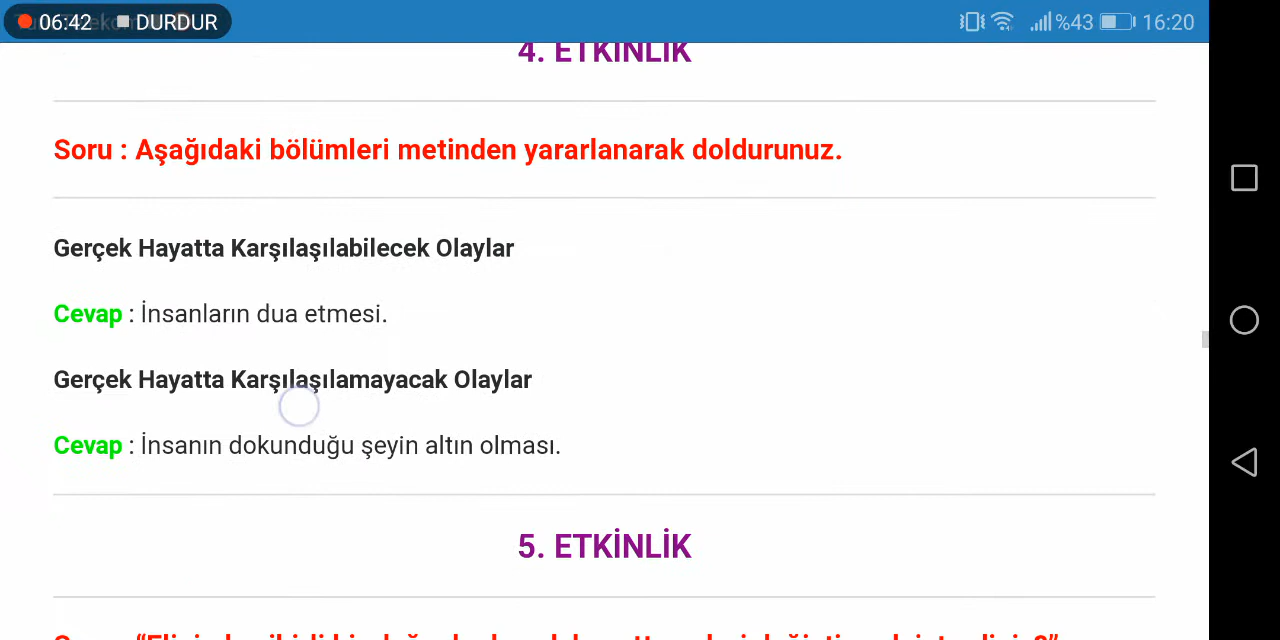 06:42 DURDUR %43 16:20
4. ETKİNLİK
Soru : Aşağıdaki bölümleri metinden yararlanarak doldurunuz.
Gerçek Hayatta Karşılaşılabilecek Olaylar
Cevap : İnsanların dua etmesi.
Gerçek Hayatta Karşılaşılamayacak Olaylar
Cevap : İnsanın dokunduğu şeyin altın olması.
5. ETKİNLİK